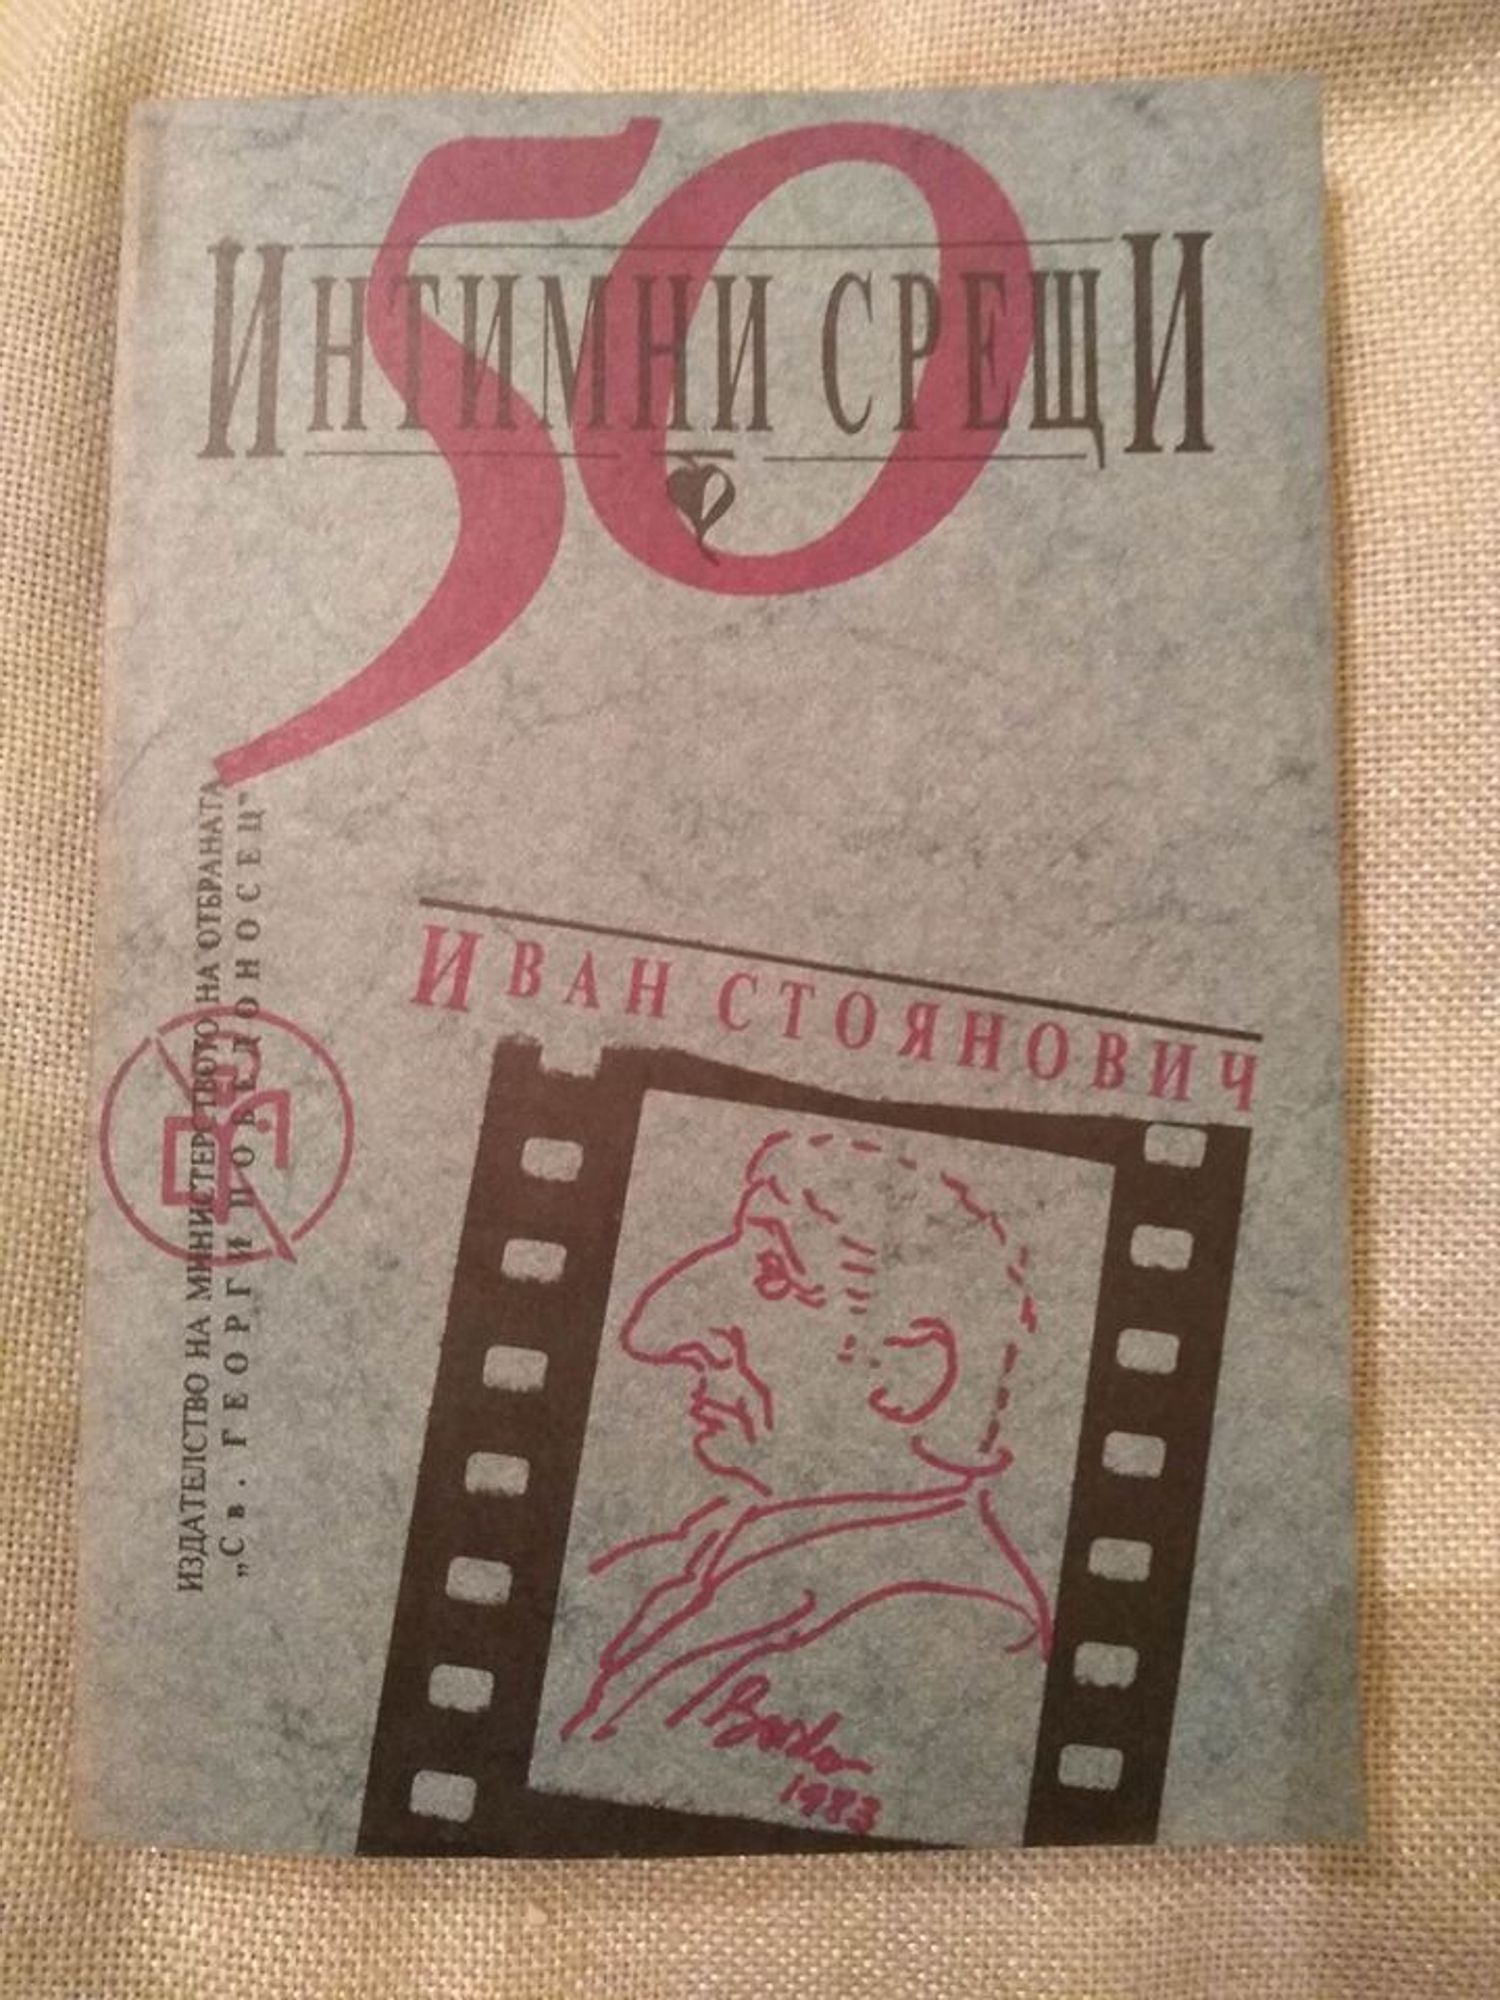 50
ИНТИМНИ СРЕЩИ
ИВАН СТОЯНОВИЧ
ИЗДАТЕЛСТВО НА МИНИСТЕРСТВОТО НА ОТБРАНАТА
„Св. ГЕОРГИ ПОБЕДОНОСЕЦ“
1983